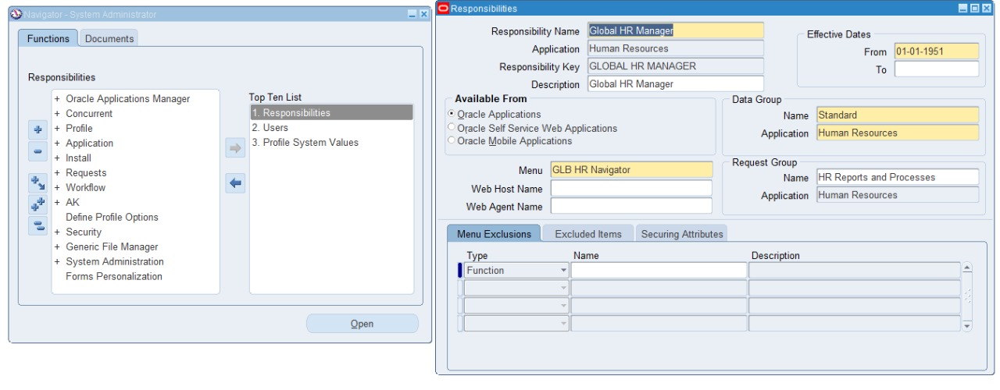 Navigator - System Administrator
Functions
Documents
Responsibilities
+ Oracle Applications Manager
+ Concurrent
+ Profile
+ Application
+ Install
+ Requests
+ Workflow
+ AK
Define Profile Options
+ Security
+ Generic File Manager
+ System Administration
Forms Personalization
Top Ten List
1. Responsibilities
2. Users
3. Profile System Values
Open
Responsibilities
Responsibility Name Global HR Manager
Application Human Resources
Responsibility Key GLOBAL HR MANAGER
Description Global HR Manager
Effective Dates
From 01-01-1951
To
Available From
Oracle Applications
Oracle Self Service Web Applications
Oracle Mobile Applications
Data Group
Name Standard
Application Human Resources
Menu GLB HR Navigator
Web Host Name
Web Agent Name
Request Group
Name HR Reports and Processes
Application Human Resources
Menu Exclusions
Excluded Items
Securing Attributes
Type Name Description
Function